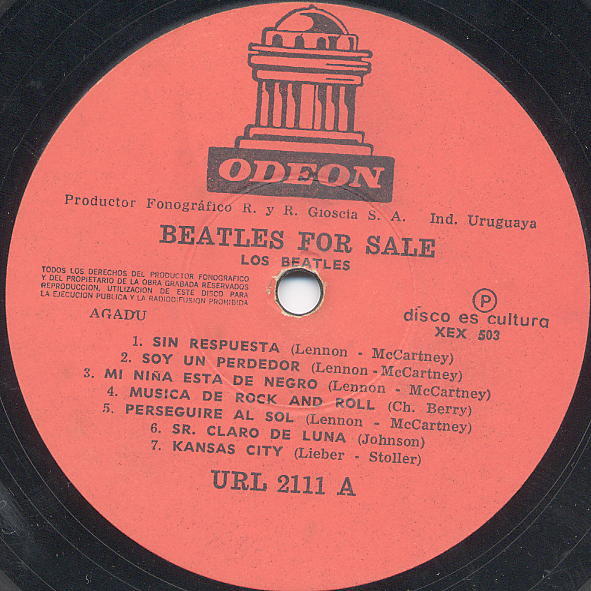 ODEON
Productor Fonográfico R. y R. Gioscia S. A. Ind. Uruguaya
BEATLES FOR SALE
LOS BEATLES
TODOS LOS DERECHOS DEL PRODUCTOR FONOGRAFICO
Y DEL PROPIETARIO DE LA OBRA GRABADA RESERVADOS
REPRODUCCION, UTILIZACION DE ESTE DISCO PARA
LA EJECUCION PUBLICA Y LA RADIODIFUSION PROHIBIDA
AGADU
P
disco es cultura
XEX 503
1. SIN RESPUESTA (Lennon - McCartney)
2. SOY UN PERDEDOR (Lennon - McCartney)
3. MI NIÑA ESTA DE NEGRO (Lennon - McCartney)
4. MUSICA DE ROCK AND ROLL (Ch. Berry)
5. PERSEGUIRE AL SOL (Lennon - McCartney)
6. SR. CLARO DE LUNA (Johnson)
7. KANSAS CITY (Lieber - Stoller)
URL 2111 A